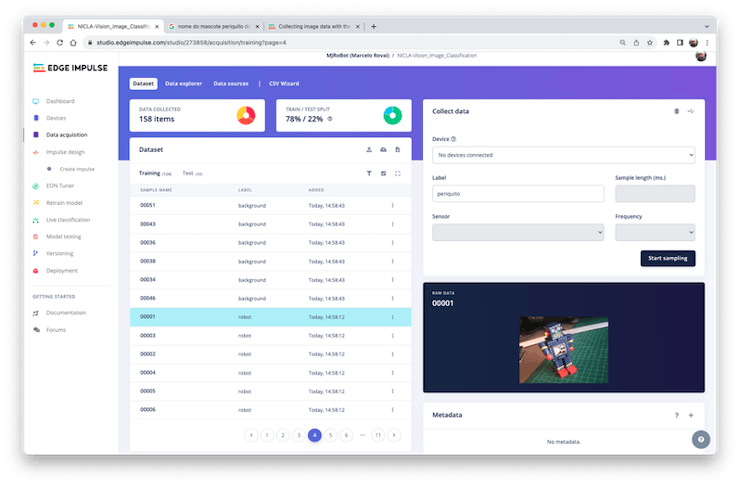 NICLA-Vision_Image_Classificat
nome do mascote periquito do
Collecting image data with the
studio.edgeimpulse.com/studio/273858/acquisition/training?page=4
EDGE IMPULSE
MJRoBot (Marcelo Rovai) / NICLA-Vision_Image_Classification
Dashboard
Devices
Data acquisition
Impulse design
Create impulse
EON Tuner
Retrain model
Live classification
Model testing
Versioning
Deployment
GETTING STARTED
Documentation
Forums
Dataset Data explorer Data sources | CSV Wizard
DATA COLLECTED
158 items
TRAIN / TEST SPLIT
78% / 22%
Dataset
Training Test
SAMPLE NAME LABEL ADDED
00051 background Today, 14:58:43
00043 background Today, 14:58:43
00036 background Today, 14:58:43
00038 background Today, 14:58:43
00034 background Today, 14:58:43
00046 background Today, 14:58:43
00001 robot Today, 14:58:12
00003 robot Today, 14:58:12
00002 robot Today, 14:58:12
00004 robot Today, 14:58:12
00005 robot Today, 14:58:12
00006 robot Today, 14:58:12
< 1 2 3 4 5 6 ... 11 >
Collect data
Device
No devices connected
Label
Sample length (ms.)
periquito
Sensor
Frequency
Start sampling
RAW DATA
00001
Metadata
No metadata.